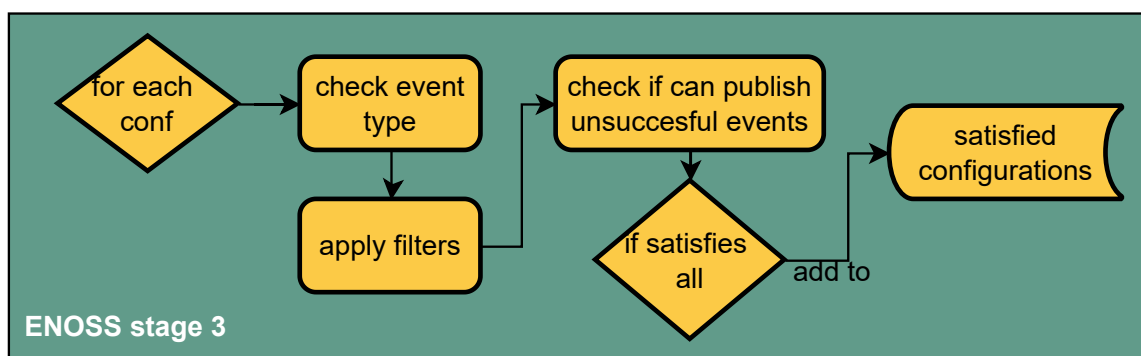 for each
conf
check event
type
apply filters
check if can publish
unsuccesful events
if satisfies
all
add to
satisfied
configurations
ENOSS stage 3